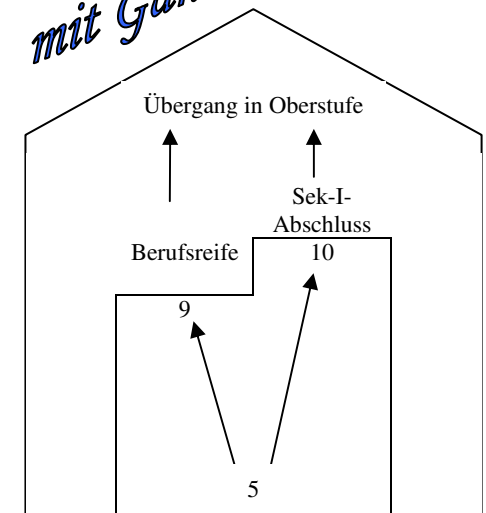 mit
Übergang in Oberstufe
Sek-I-
Abschluss
Berufsreife
10
9
5